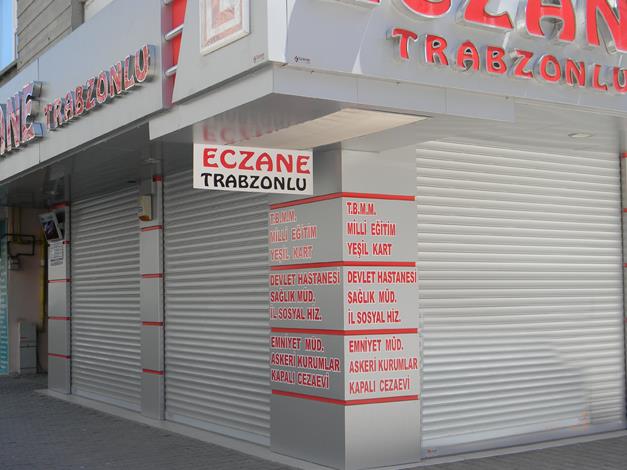 ECZANE
TRABZONLU
TRABZONLU
ECZANE
TRABZONLU
T.B.M.M.
MİLLİ EĞİTİM
YEŞİL KART
DEVLET HASTANESİ
SAĞLIK MÜD.
İL SOSYAL HİZ.
EMNİYET MÜD.
ASKERİ KURUMLAR
KAPALI CEZAEVİ
T.B.M.M.
MİLLİ EĞİTİM
YEŞİL KART
DEVLET HASTANESİ
SAĞLIK MÜD.
İL SOSYAL HİZ.
EMNİYET MÜD.
ASKERİ KURUMLAR
KAPALI CEZAEVİ